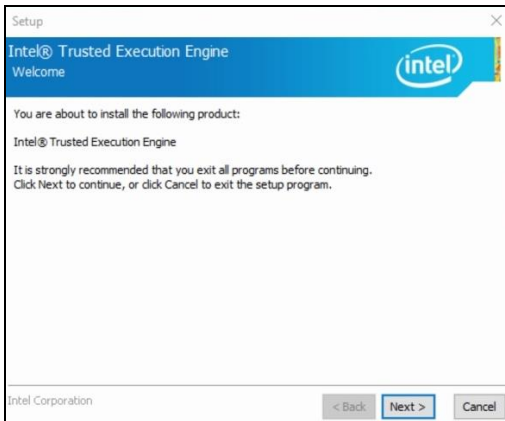 Setup
Intel® Trusted Execution Engine
Welcome
intel
You are about to install the following product:
Intel® Trusted Execution Engine
It is strongly recommended that you exit all programs before continuing.
Click Next to continue, or click Cancel to exit the setup program.
Intel Corporation
< Back Next > Cancel